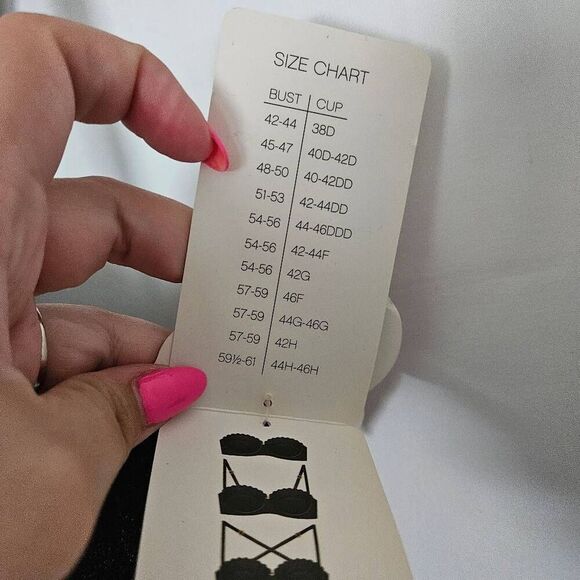 SIZE CHART
BUST | CUP
42-44 38D
45-47 40D-42D
48-50 40-42DD
51-53 42-44DD
54-56 44-46DDD
54-56 42-44F
54-56 42G
57-59 46F
57-59 44G-46G
57-59 42H
59½-61 44H-46H